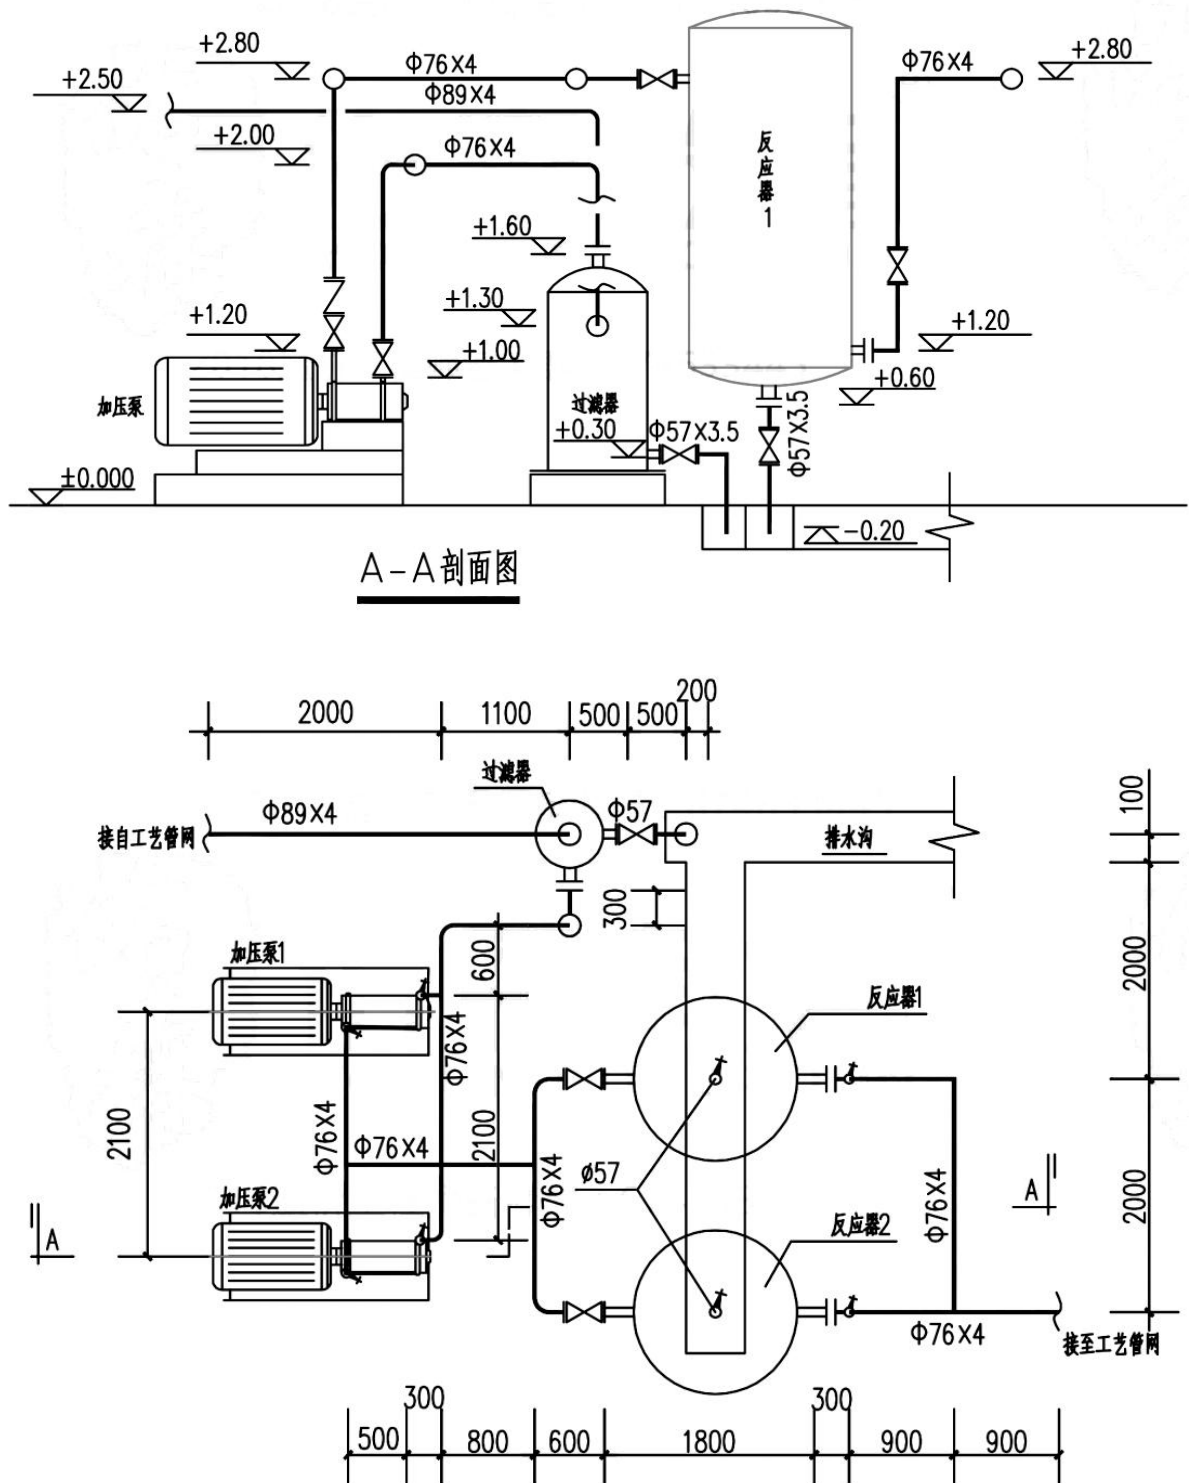 +2.80
Φ76X4
Φ76X4
+2.80
+2.50
Φ89X4
+2.00
Φ76X4
反应器1
+1.60
+1.30
+1.20
+1.20
+1.00
+0.60
加压泵
过滤器
+0.30
Φ57X3.5
Φ57X3.5
±0.000
-0.20
A-A剖面图
2000
1100
500
500
200
过滤器
Φ89X4
Φ57
100
接自工艺管网
排水沟
300
加压泵1
600
2000
反应器1
Φ76X4
2100
Φ76X4
Φ76X4
2100
Φ76X4
ø57
Φ76X4
A
2000
加压泵2
反应器2
A
Φ76X4
接至工艺管网
300
300
500
800
600
1800
900
900